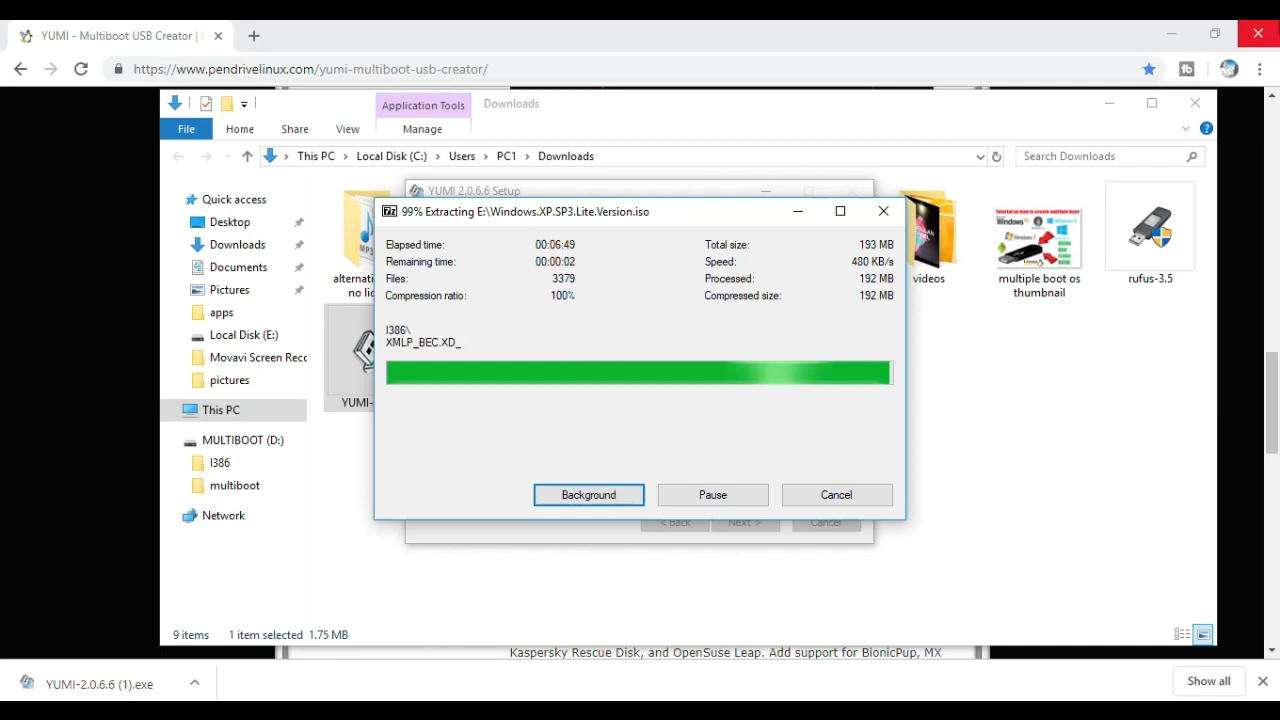 YUMI - Multiboot USB Creator |
https://www.pendrivelinux.com/yumi-multiboot-usb-creator/
Application Tools
Downloads
File
Home
Share
View
Manage
This PC
Local Disk (C:)
Users
PC1
Downloads
Search Downloads
Quick access
Desktop
Downloads
Documents
Pictures
apps
Local Disk (E:)
Movavi Screen Reco
pictures
This PC
MULTIBOOT (D:)
I386
multiboot
Network
YUMI 2.0.6.6 Setup
99% Extracting E:\Windows.XP.SP3.Lite.Version.iso
Elapsed time: 00:06:49 Total size: 193 MB
Remaining time: 00:00:02 Speed: 480 KB/s
Files: 3379 Processed: 192 MB
Compression ratio: 100% Compressed size: 192 MB
I386\
XMLP_BEC.XD_
Background
Pause
Cancel
< Back
Next >
Cancel
MP3
alternati
no lic
YUMI-
videos
multiple boot os
thumbnail
rufus-3.5
9 items
1 item selected 1.75 MB
Kaspersky Rescue Disk, and OpenSuse Leap. Add support for BionicPup, MX
YUMI-2.0.6.6 (1).exe
Show all